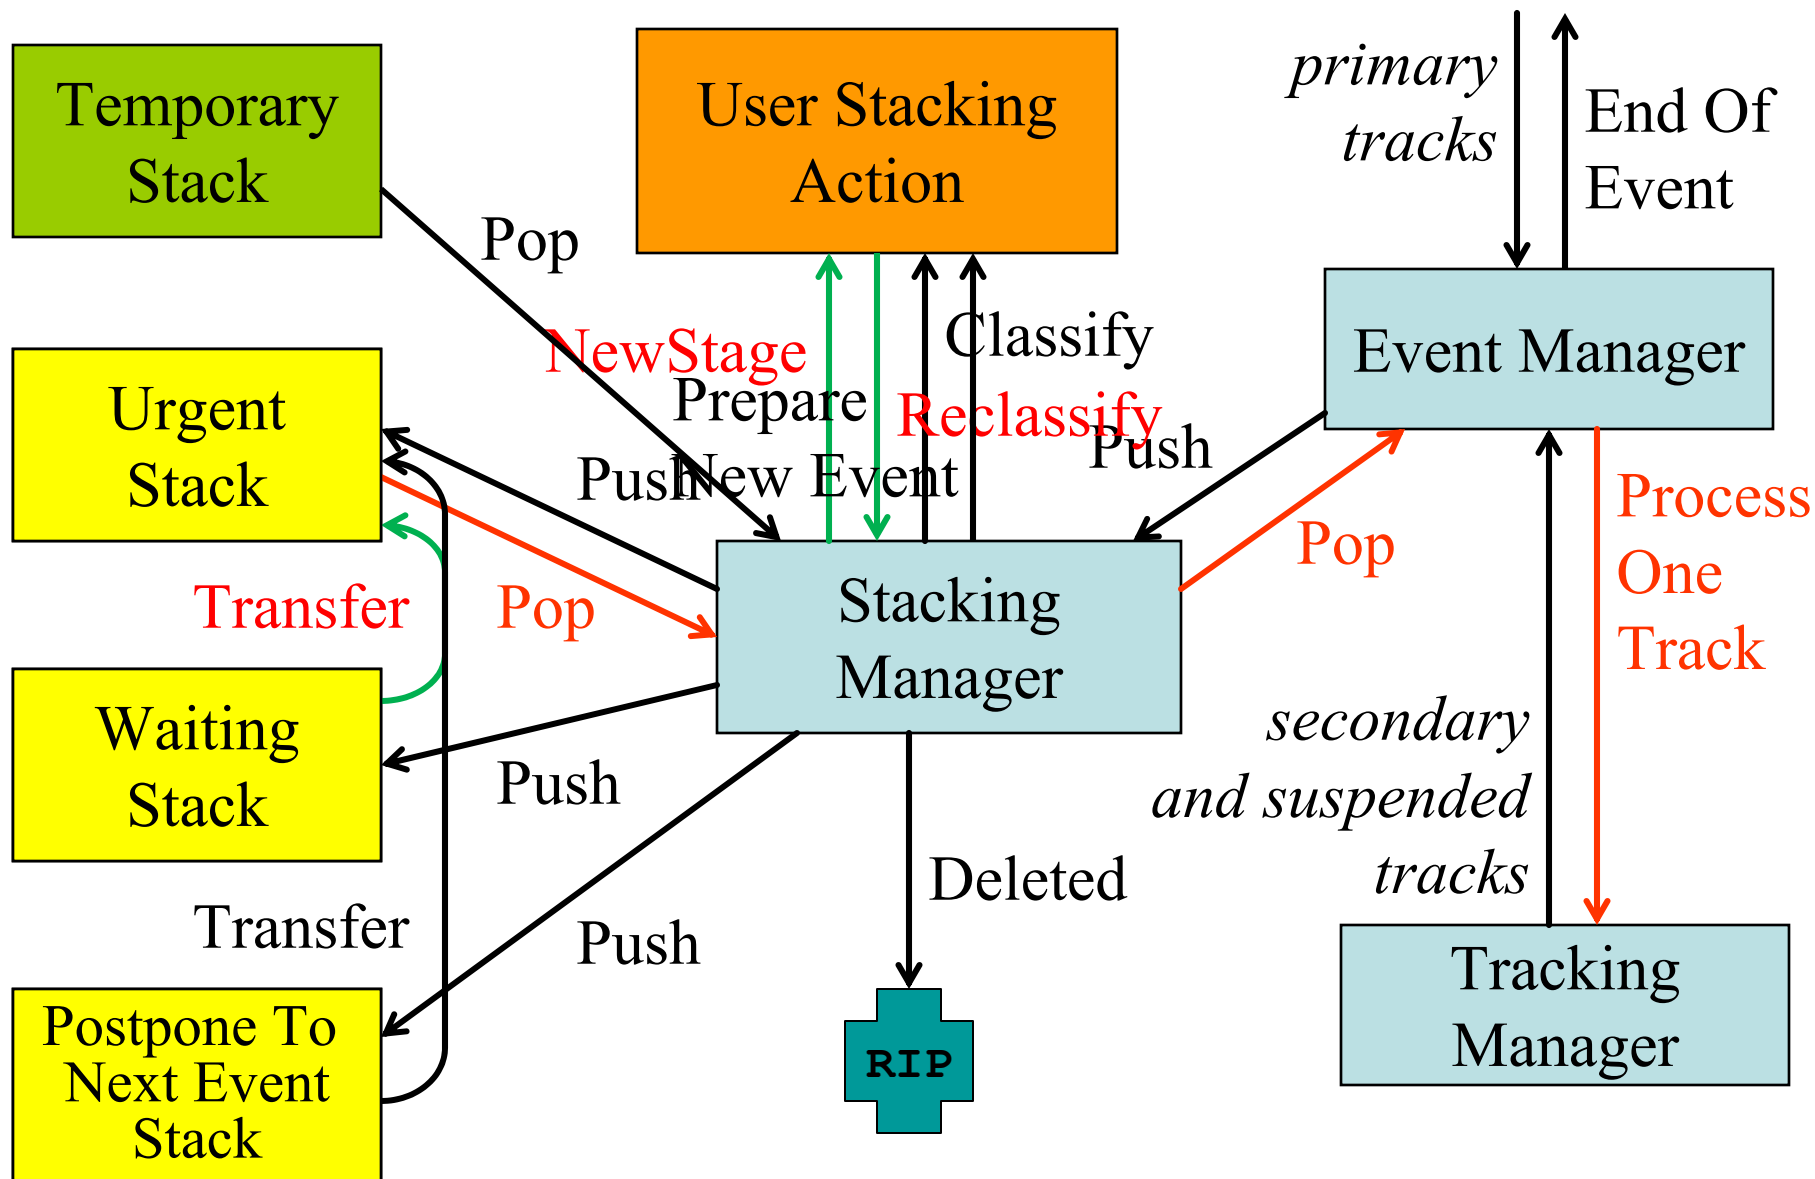 Temporary
Stack
User Stacking
Action
primary
tracks
End Of
Event
Pop
NewStage
Prepare
New Event
Classify
Reclassify
Push
Event Manager
Urgent
Stack
Push
Pop
Transfer
Stacking
Manager
Pop
Process
One
Track
Waiting
Stack
Push
secondary
and suspended
tracks
Transfer
Push
Deleted
Postpone To
Next Event
Stack
RIP
Tracking
Manager